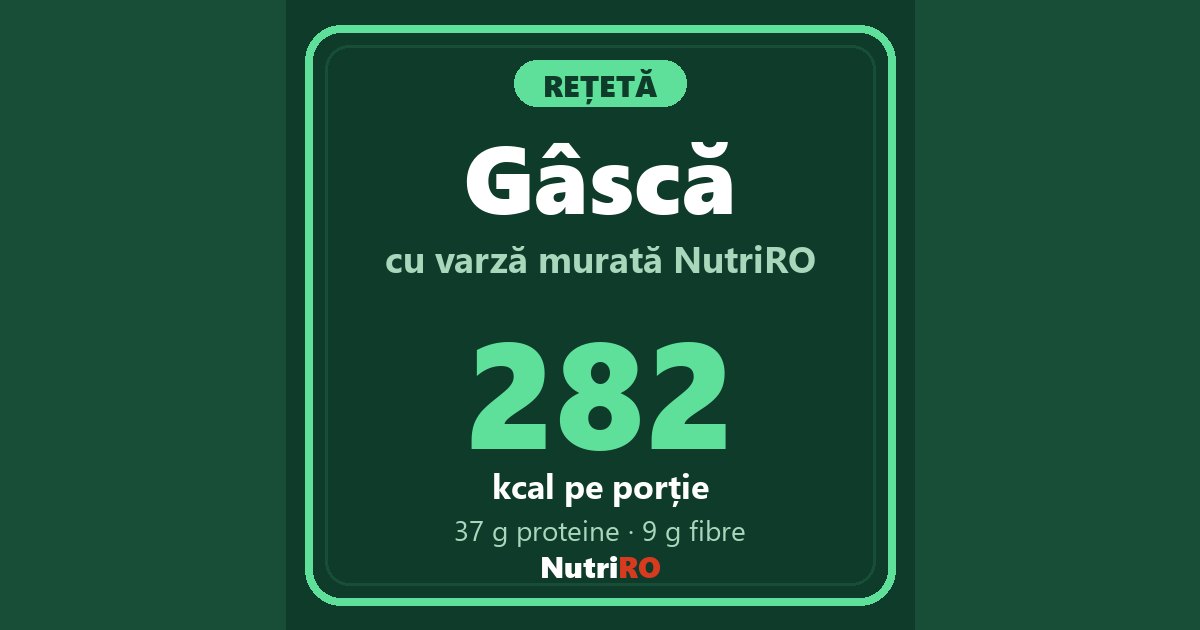 REȚETĂ
Gâscă
cu varză murată NutriRO
282
kcal pe porție
37 g proteine · 9 g fibre
NutriRO